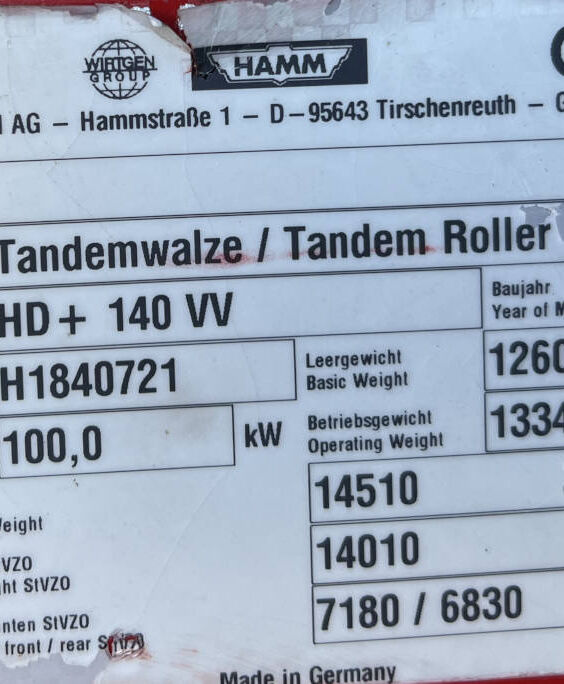 WIRTGEN
GROUP
HAMM
AG – Hammstraße 1 – D–95643 Tirschenreuth –
Tandemwalze / Tandem Roller
HD+ 140 VV
Baujahr
Year of
H1840721
Leergewicht
Basic Weight
1260
100,0 kW
Betriebsgewicht
Operating Weight
1334
14510
eight
VZO
ht StVZO
14010
nten StVZO
front / rear
7180 / 6830
Made in Germany